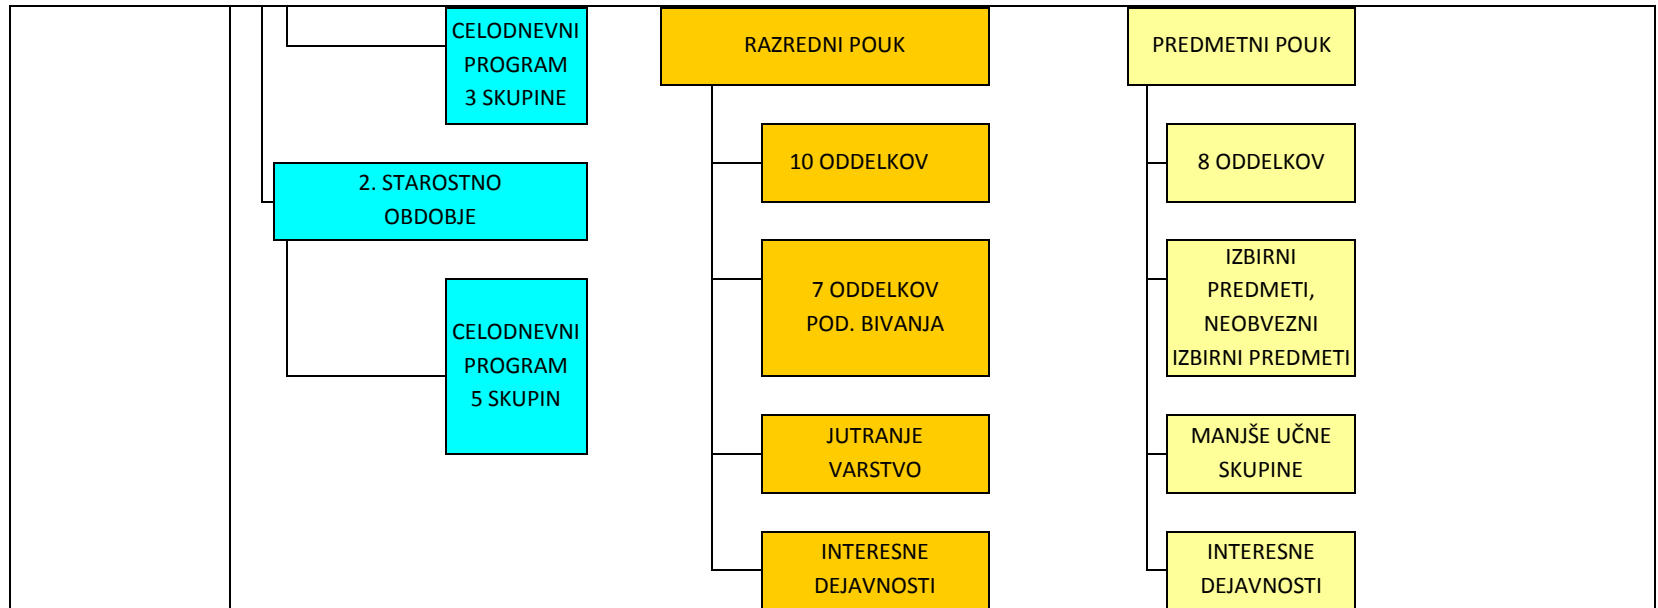 CELODNEVNI
PROGRAM
3 SKUPINE
2. STAROSTNO
OBDOBJE
CELODNEVNI
PROGRAM
5 SKUPIN
RAZREDNI POUK
10 ODDELKOV
7 ODDELKOV
POD. BIVANJA
JUTRANJE
VARSTVO
INTERESNE
DEJAVNOSTI
PREDMETNI POUK
8 ODDELKOV
IZBIRNI
PREDMETI,
NEOBVEZNI
IZBIRNI PREDMETI
MANJŠE UČNE
SKUPINE
INTERESNE
DEJAVNOSTI